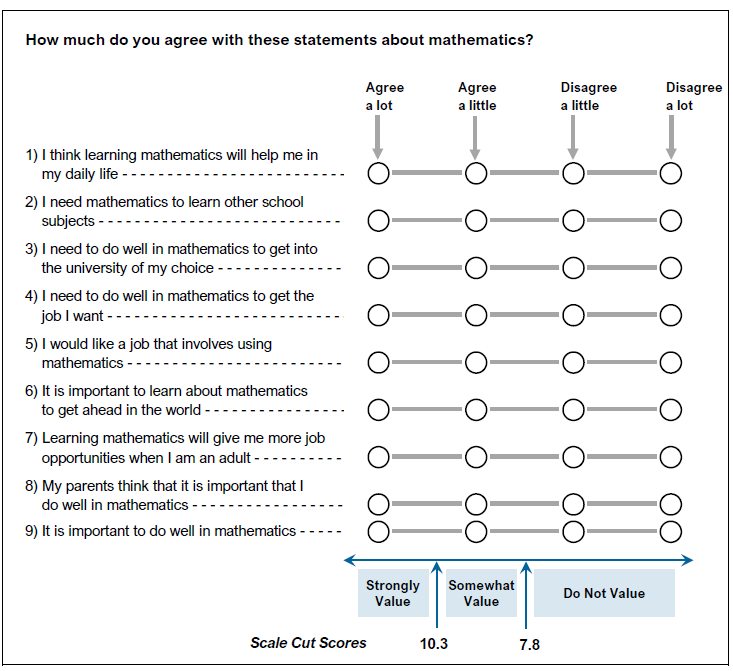 How much do you agree with these statements about mathematics?
Agree a lot
Agree a little
Disagree a little
Disagree a lot
1) I think learning mathematics will help me in
my daily life
2) I need mathematics to learn other school
subjects
3) I need to do well in mathematics to get into
the university of my choice
4) I need to do well in mathematics to get the
job I want
5) I would like a job that involves using
mathematics
6) It is important to learn about mathematics
to get ahead in the world
7) Learning mathematics will give me more job
opportunities when I am an adult
8) My parents think that it is important that I
do well in mathematics
9) It is important to do well in mathematics
Strongly Value
Somewhat Value
Do Not Value
Scale Cut Scores 10.3 7.8